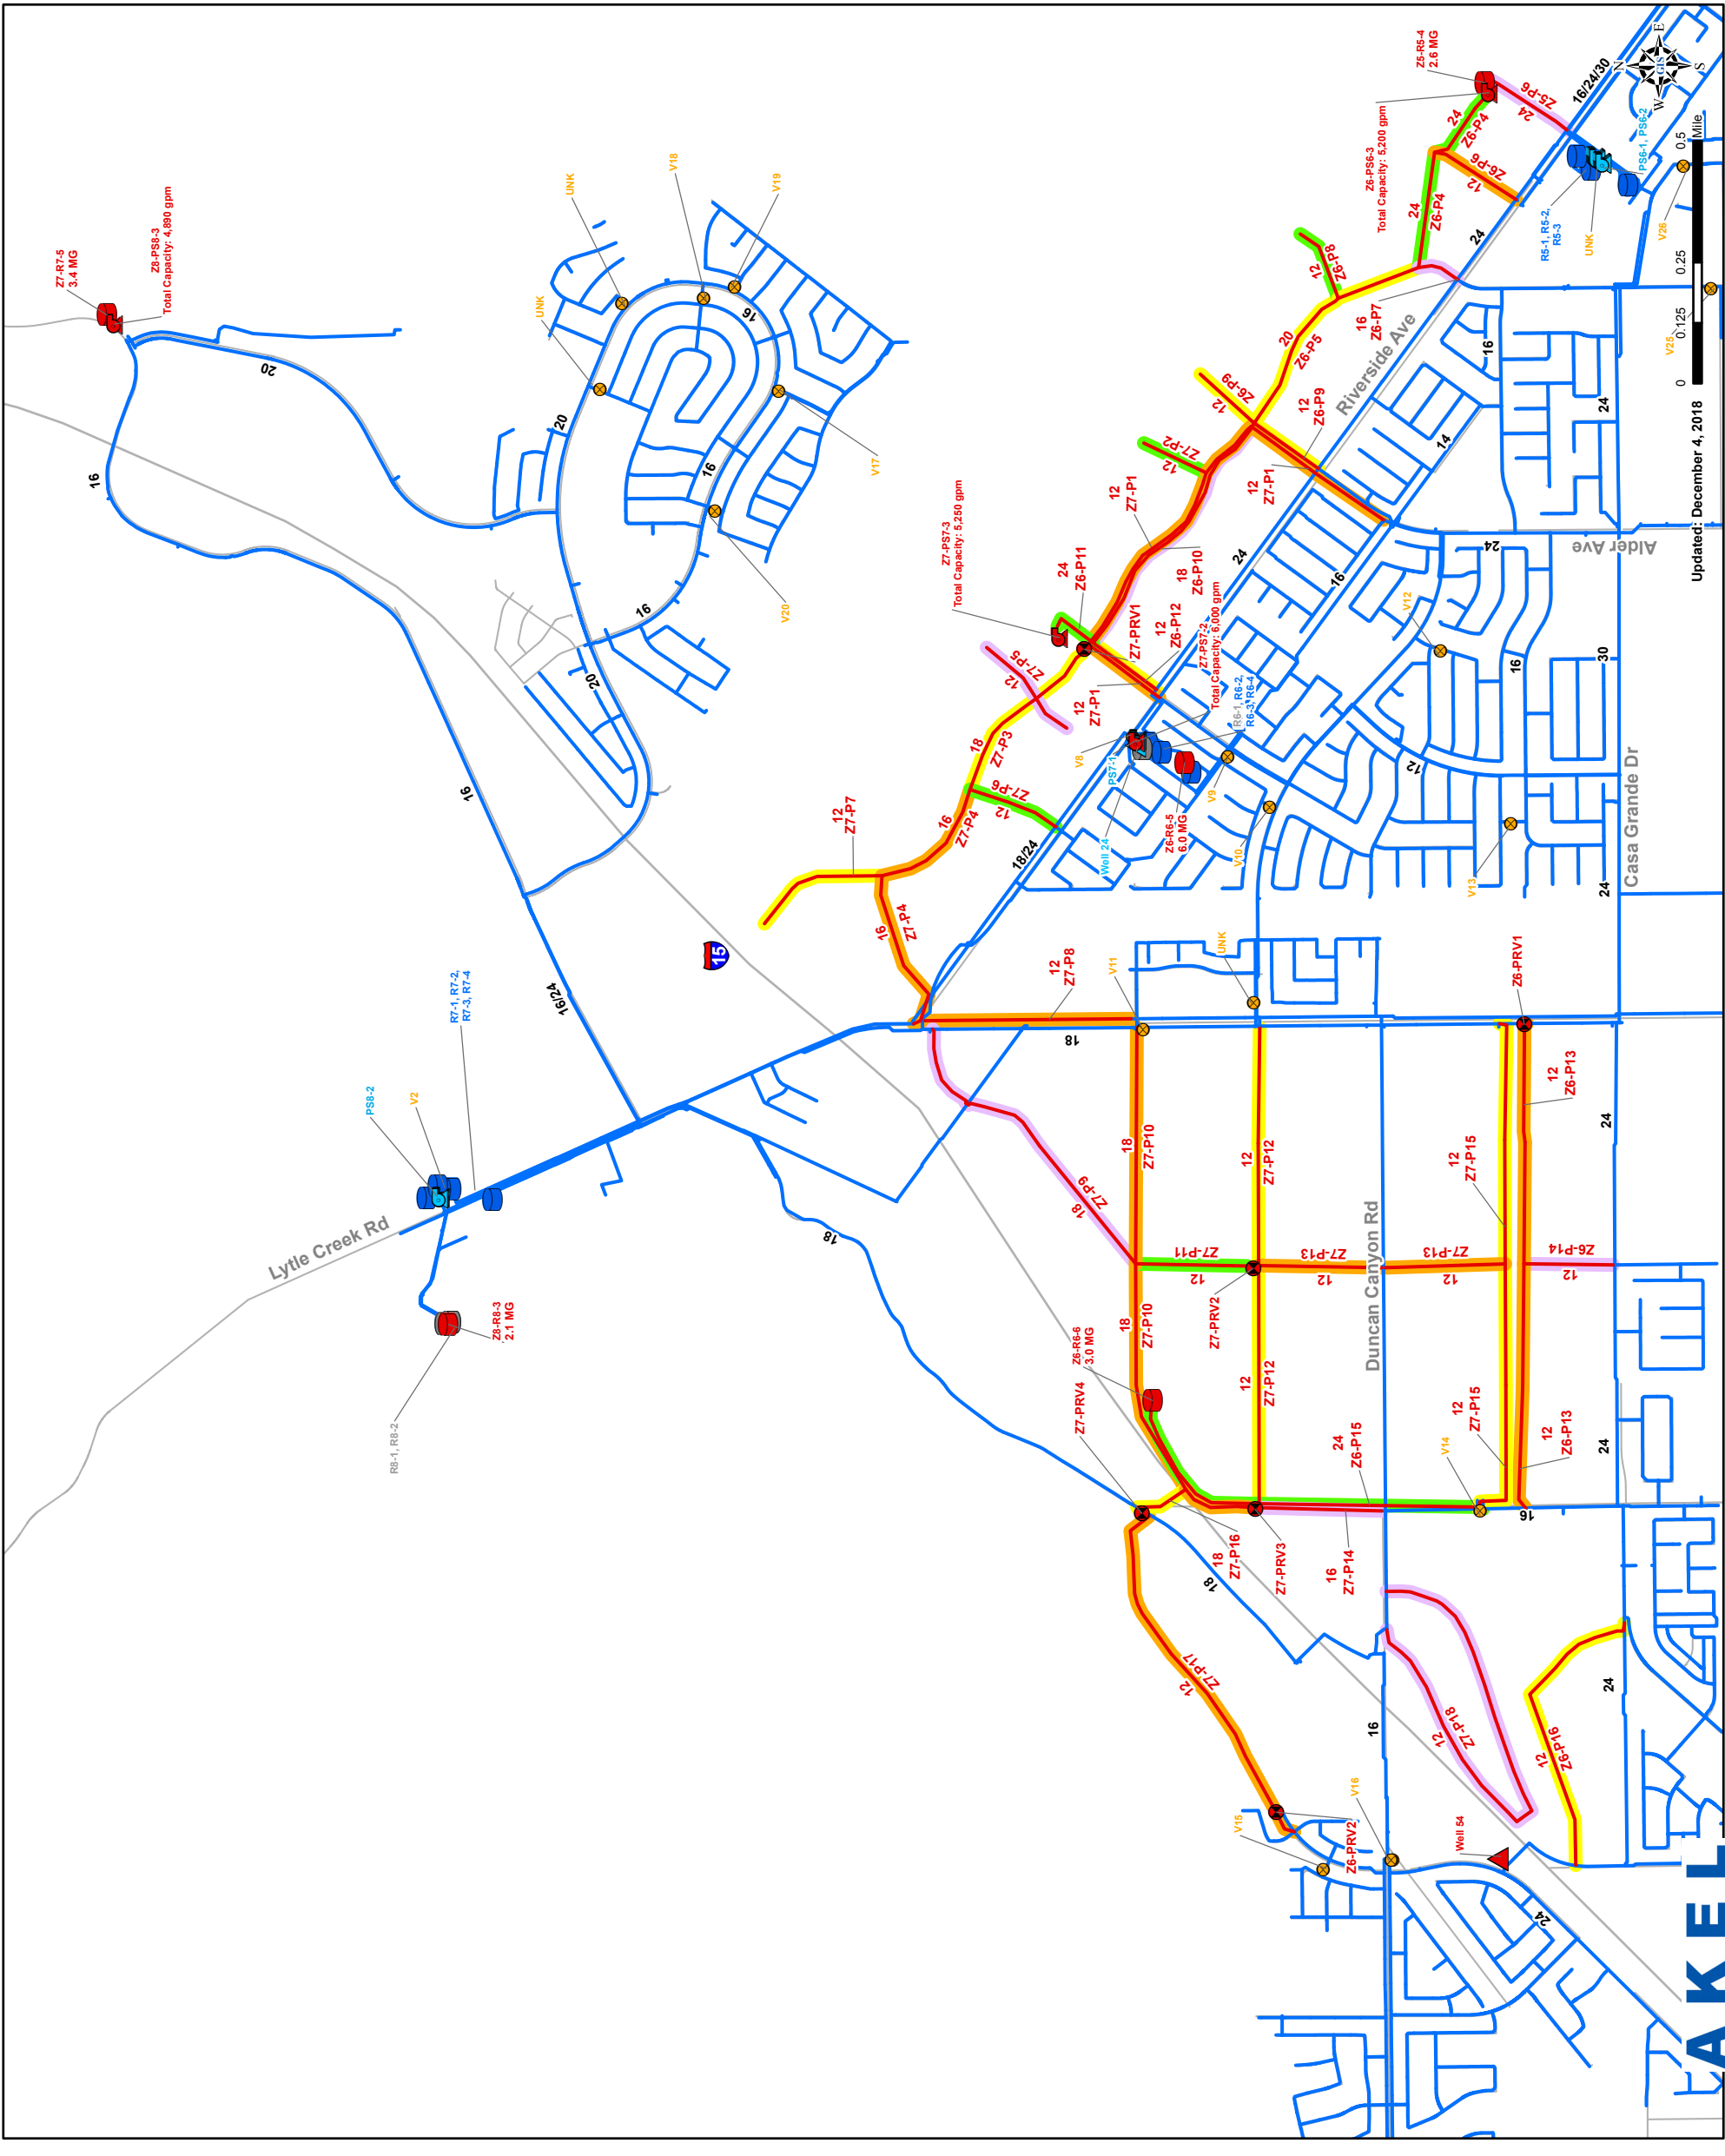 Z7-R7-5
3.4 MG
Z8-PS8-3
Total Capacity: 4,890 gpm
20
16
UNK
UNK
V18
V19
16
20
V17
16
V20
16
20
16
16/24
15
R7-1, R7-2,
R7-3, R7-4
PS8-2
V2
Lytle Creek Rd
Z8-R8-3
2.1 MG
R8-1, R8-2
18
Z5-R5-4
2.6 MG
Z6-PS6-3
Total Capacity: 5,200 gpm
24
Z6-P4
24
Z5-P6
16/24/30
12
Z6-P6
24
Z6-P4
PS6-1, PS6-2
R5-1, R5-2,
R5-3
UNK
V26
V25
24
12
Z6-P8
16
Z6-P7
20
Z6-P5
Riverside Ave
12
Z6-P9
12
Z6-P9
12
Z7-P2
12
Z7-P1
12
Z7-P1
Z7-PS7-3
Total Capacity: 5,250 gpm
24
Z6-P11
18
Z6-P10
12
Z6-P12
Z7-PRV1
12
Z7-P1
Z7-PS7-2
Total Capacity: 6,000 gpm
R6-1, R6-2,
R6-3, R6-4
12
Z7-P5
18
Z7-P3
12
Z7-P6
16
Z7-P4
12
Z7-P7
16
Z7-P4
V8
PS7-1
Well 24
Z6-R6-5
6.0 MG
V9
V10
V12
V13
18/24
24
16
14
16
24
24
Alder Ave
16
30
12
24
Casa Grande Dr
12
Z7-P8
V11
UNK
18
Z6-PRV1
18
Z7-P10
12
Z7-P12
12
Z7-P15
12
Z6-P13
24
18
Z7-P9
Z7-P11
12
Z7-P13
12
Z7-P13
12
Z6-P14
12
Z7-PRV2
Duncan Canyon Rd
18
Z7-P10
Z6-R6-6
3.0 MG
12
Z7-P12
Z7-PRV4
24
Z6-P15
12
Z7-P15
V14
12
Z6-P13
24
16
18
Z7-P16
Z7-PRV3
16
Z7-P14
18
12
Z7-P17
16
12
Z7-P18
12
Z6-P16
24
V15
V16
Z6-PRV2
Well 54
24
N
E
S
W
GIS
0
0.125
0.25
0.5
Mile
Updated: December 4, 2018
AKEL